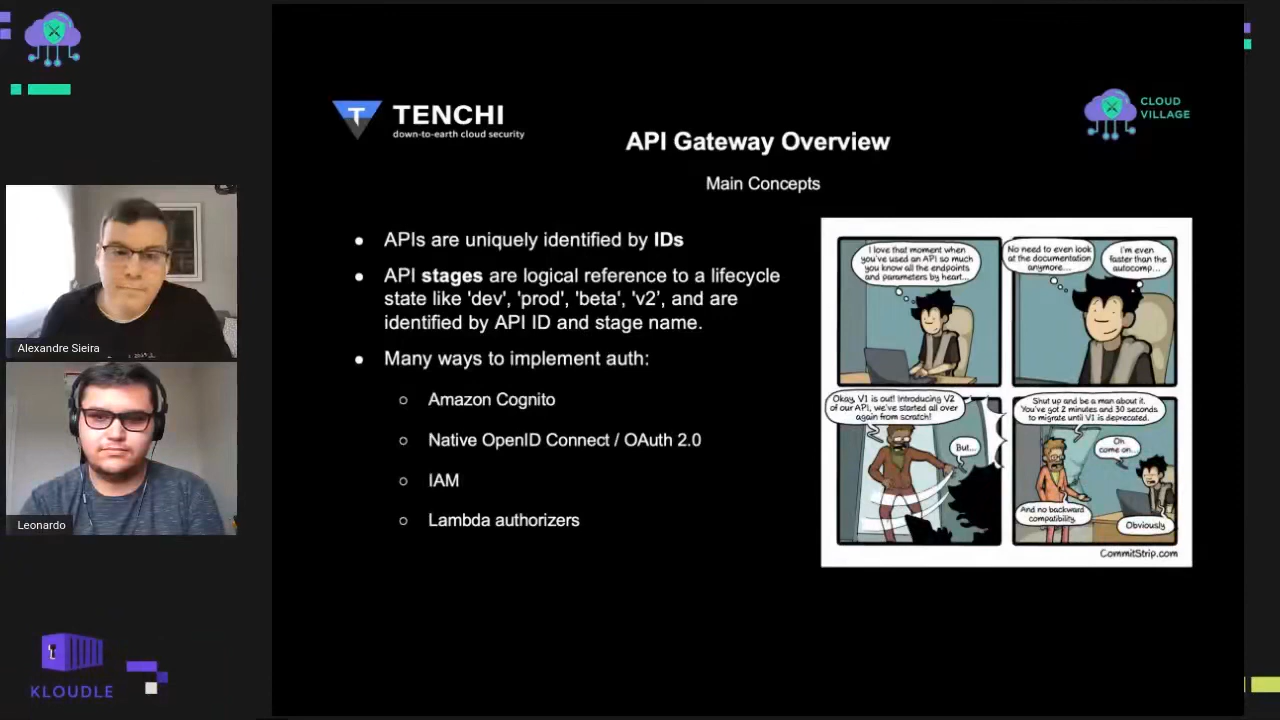 TENCHI
down-to-earth cloud security
CLOUD
VILLAGE
API Gateway Overview
Main Concepts
• APIs are uniquely identified by IDs
• API stages are logical reference to a lifecycle
state like 'dev', 'prod', 'beta', 'v2', and are
identified by API ID and stage name.
• Many ways to implement auth:
○ Amazon Cognito
○ Native OpenID Connect / OAuth 2.0
○ IAM
○ Lambda authorizers
I love that moment when
you've used an API so much
you know all the endpoints
and parameters by heart...
No need to even look
at the documentation
anymore...
I'm even
faster than the
autocomp...
Okay, V1 is out! Introducing V2
of our API, we've started all over
again from scratch!
But...
Shut up and be a man about it.
You've got 2 minutes and 30 seconds
to migrate until V1 is deprecated.
Oh
come on...
And no backward
compatibility.
Obviously
CommitStrip.com
Alexandre Sieira
Leonardo
KLOUDLE